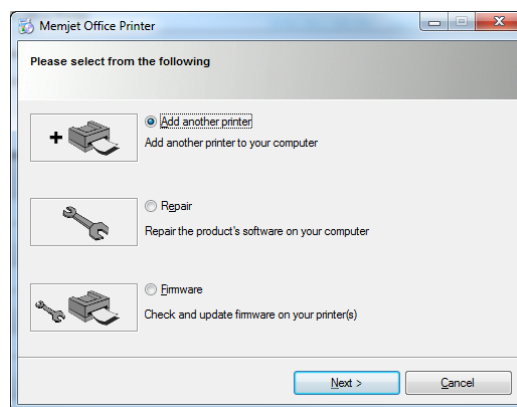 Memjet Office Printer
Please select from the following
Add another printer
Add another printer to your computer
Repair
Repair the product's software on your computer
Firmware
Check and update firmware on your printer(s)
Next >
Cancel